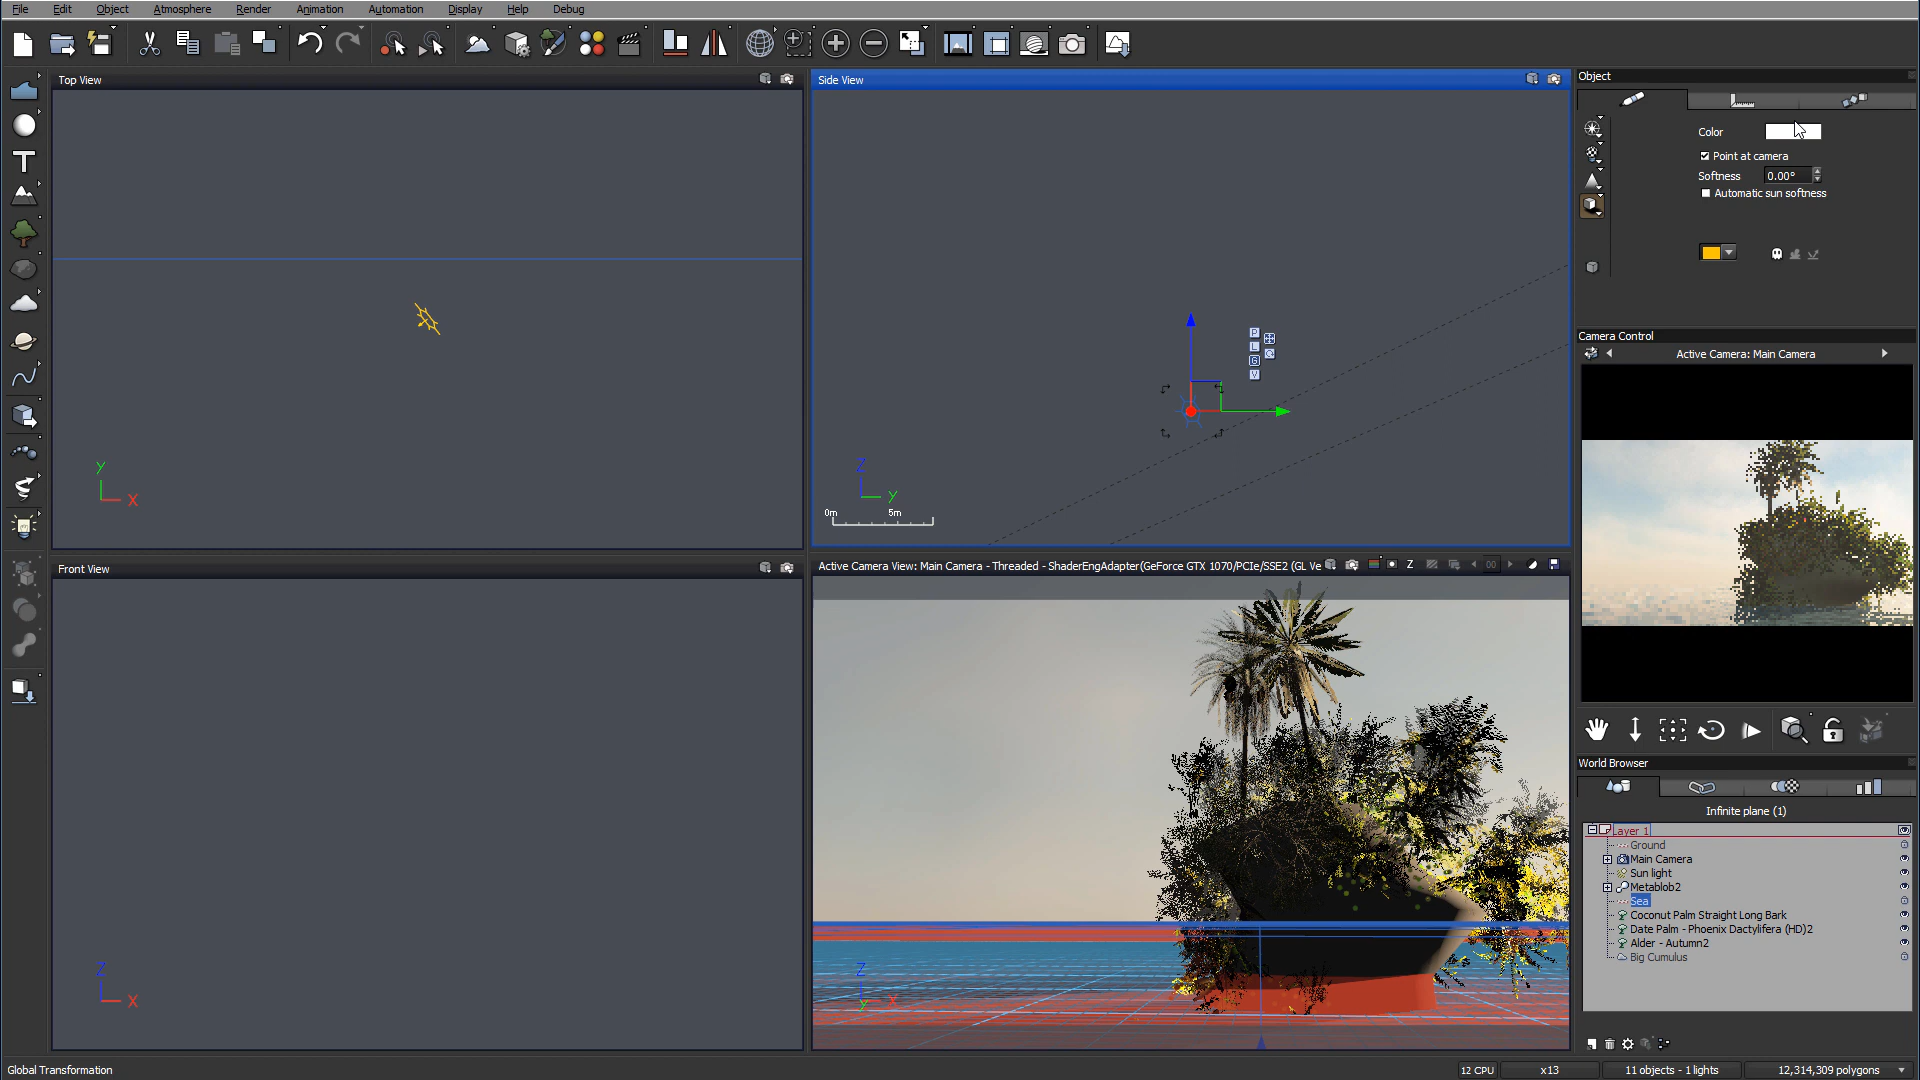 File Edit Object Atmosphere Render Animation Automation Display Help Debug
Top View
Y
X
Side View
P
L
G
V
Z
Y
0m 5m
Front View
Z
X
Active Camera View: Main Camera - Threaded - ShaderEngAdapter(GeForce GTX 1070/PCIe/SSE2 (GL Ve
Z
00
Z
X
Y
Object
Color
Point at camera
Softness 0.00°
Automatic sun softness
Camera Control
Active Camera: Main Camera
World Browser
Infinite plane (1)
Layer 1
Ground
Main Camera
Sun light
Metablob2
Sea
Coconut Palm Straight Long Bark
Date Palm - Phoenix Dactylifera (HD)2
Alder - Autumn2
Big Cumulus
Global Transformation
12 CPU
x13
11 objects - 1 lights
12,314,309 polygons